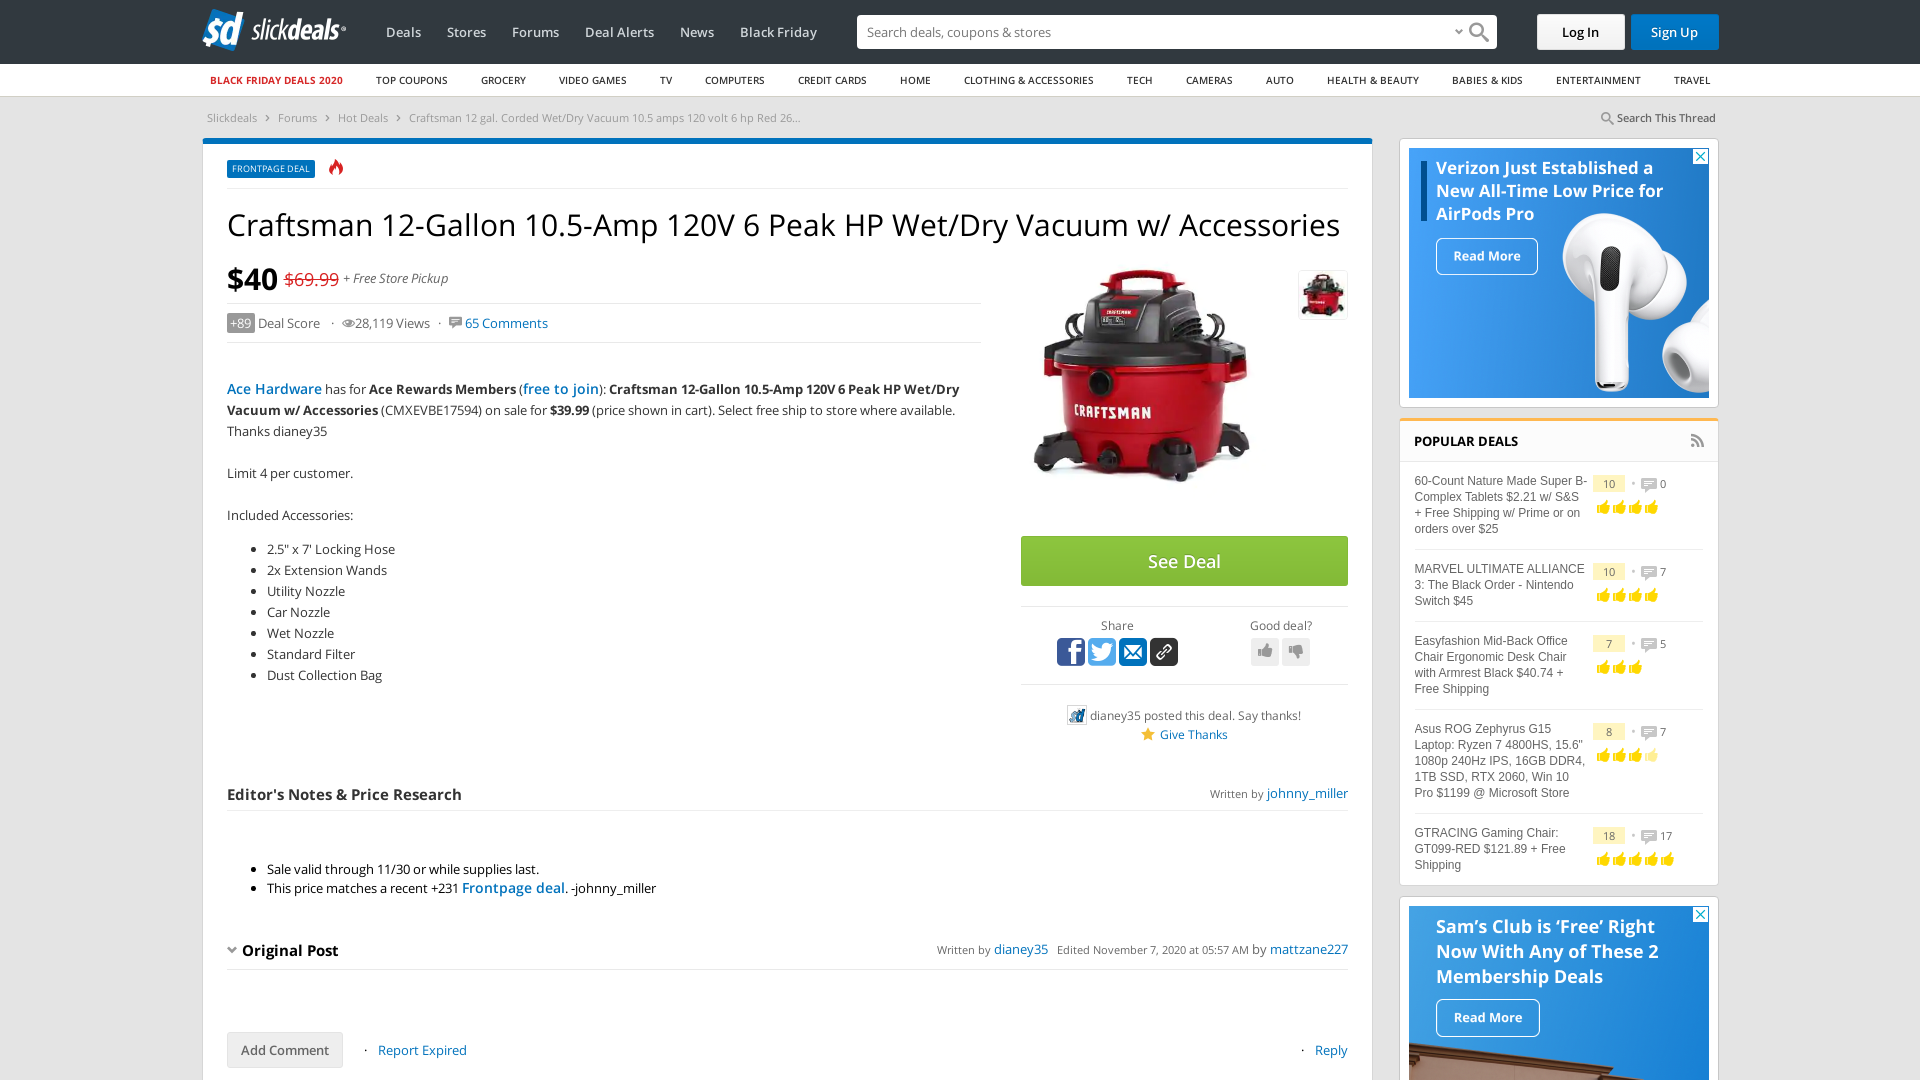 slickdeals
Deals
Stores
Forums
Deal Alerts
News
Black Friday
Search deals, coupons & stores
Log In
Sign Up
BLACK FRIDAY DEALS 2020
TOP COUPONS
GROCERY
VIDEO GAMES
TV
COMPUTERS
CREDIT CARDS
HOME
CLOTHING & ACCESSORIES
TECH
CAMERAS
AUTO
HEALTH & BEAUTY
BABIES & KIDS
ENTERTAINMENT
TRAVEL
Slickdeals › Forums › Hot Deals › Craftsman 12 gal. Corded Wet/Dry Vacuum 10.5 amps 120 volt 6 hp Red 26...
Search This Thread
FRONTPAGE DEAL
Craftsman 12-Gallon 10.5-Amp 120V 6 Peak HP Wet/Dry Vacuum w/ Accessories
$40 $69.99 + Free Store Pickup
+89 Deal Score · 28,119 Views · 65 Comments
Ace Hardware has for Ace Rewards Members (free to join): Craftsman 12-Gallon 10.5-Amp 120V 6 Peak HP Wet/Dry
Vacuum w/ Accessories (CMXEVBE17594) on sale for $39.99 (price shown in cart). Select free ship to store where available.
Thanks dianey35
Limit 4 per customer.
Included Accessories:
• 2.5" x 7' Locking Hose
• 2x Extension Wands
• Utility Nozzle
• Car Nozzle
• Wet Nozzle
• Standard Filter
• Dust Collection Bag
CRAFTSMAN
CRAFTSMAN
See Deal
Share
Good deal?
dianey35 posted this deal. Say thanks!
Give Thanks
Editor's Notes & Price Research
Written by johnny_miller
• Sale valid through 11/30 or while supplies last.
• This price matches a recent +231 Frontpage deal. -johnny_miller
Original Post
Written by dianey35 Edited November 7, 2020 at 05:57 AM by mattzane227
Add Comment
· Report Expired
· Reply
Verizon Just Established a
New All-Time Low Price for
AirPods Pro
Read More
POPULAR DEALS
60-Count Nature Made Super B-
Complex Tablets $2.21 w/ S&S
+ Free Shipping w/ Prime or on
orders over $25
10 • 0
MARVEL ULTIMATE ALLIANCE
3: The Black Order - Nintendo
Switch $45
10 • 7
Easyfashion Mid-Back Office
Chair Ergonomic Desk Chair
with Armrest Black $40.74 +
Free Shipping
7 • 5
Asus ROG Zephyrus G15
Laptop: Ryzen 7 4800HS, 15.6"
1080p 240Hz IPS, 16GB DDR4,
1TB SSD, RTX 2060, Win 10
Pro $1199 @ Microsoft Store
8 • 7
GTRACING Gaming Chair:
GT099-RED $121.89 + Free
Shipping
18 • 17
Sam's Club is 'Free' Right
Now With Any of These 2
Membership Deals
Read More